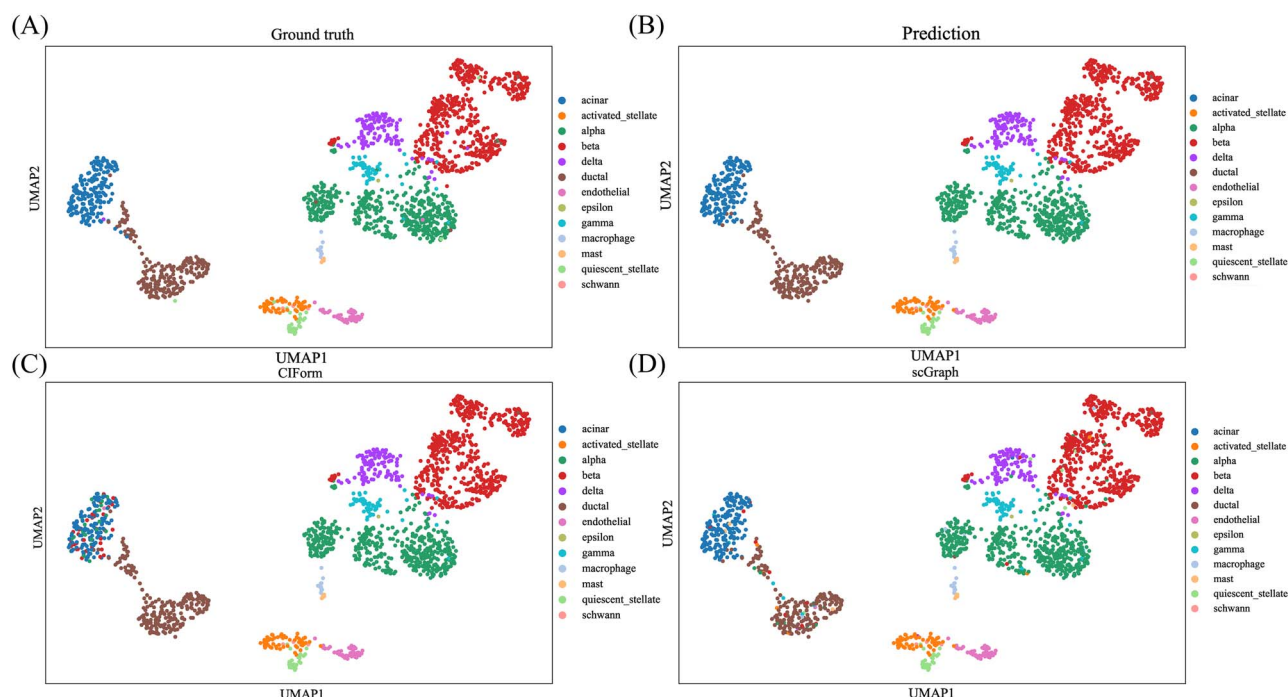 (A)
Ground truth
UMAP2
UMAP1
acinar
activated_stellate
alpha
beta
delta
ductal
endothelial
epsilon
gamma
macrophage
mast
quiescent_stellate
schwann
(B)
Prediction
UMAP2
UMAP1
acinar
activated_stellate
alpha
beta
delta
ductal
endothelial
epsilon
gamma
macrophage
mast
quiescent_stellate
schwann
(C)
CIForm
UMAP2
UMAP1
acinar
activated_stellate
alpha
beta
delta
ductal
endothelial
epsilon
gamma
macrophage
mast
quiescent_stellate
schwann
(D)
scGraph
UMAP2
UMAP1
acinar
activated_stellate
alpha
beta
delta
ductal
endothelial
epsilon
gamma
macrophage
mast
quiescent_stellate
schwann